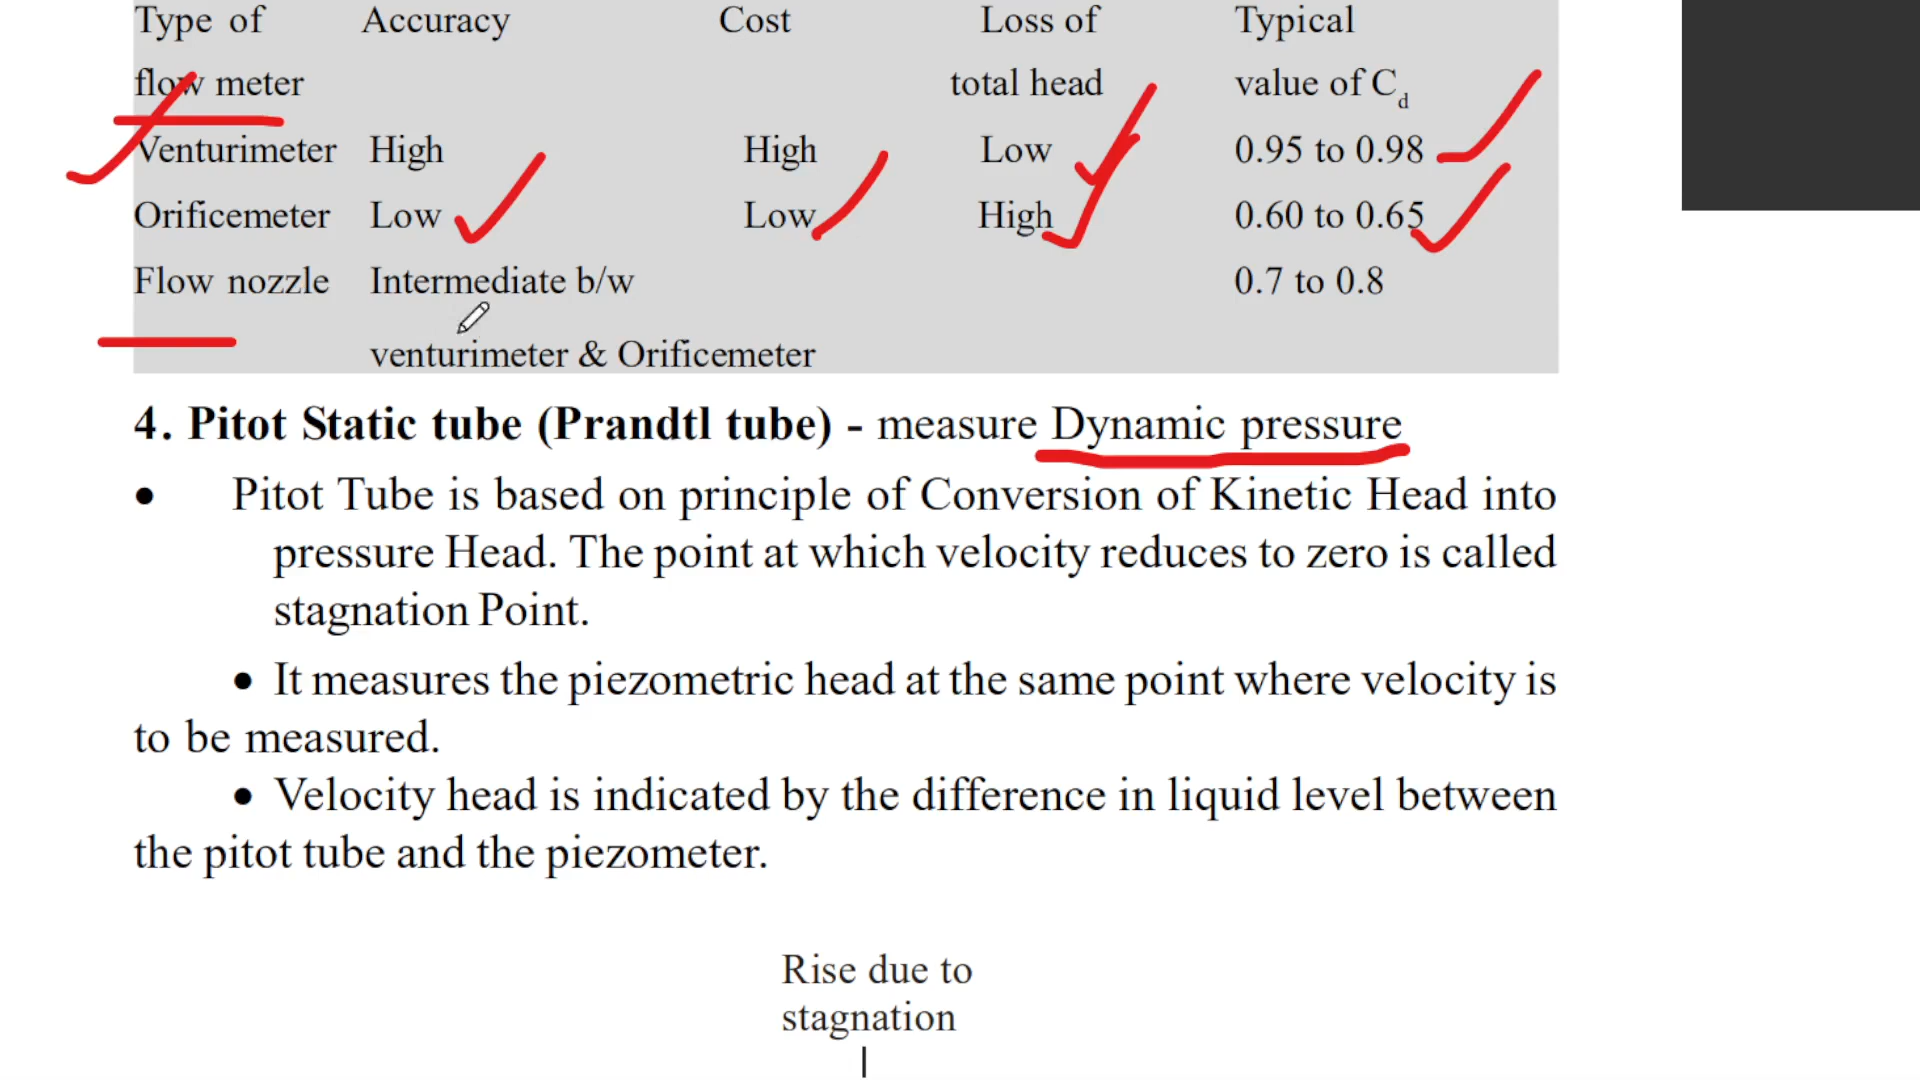 Type of Accuracy Cost Loss of Typical
flow meter total head value of Cd
Venturimeter High High Low 0.95 to 0.98
Orificemeter Low Low High 0.60 to 0.65
Flow nozzle Intermediate b/w 0.7 to 0.8
venturimeter & Orificemeter
4. Pitot Static tube (Prandtl tube) - measure Dynamic pressure
• Pitot Tube is based on principle of Conversion of Kinetic Head into
pressure Head. The point at which velocity reduces to zero is called
stagnation Point.
• It measures the piezometric head at the same point where velocity is
to be measured.
• Velocity head is indicated by the difference in liquid level between
the pitot tube and the piezometer.
Rise due to
stagnation